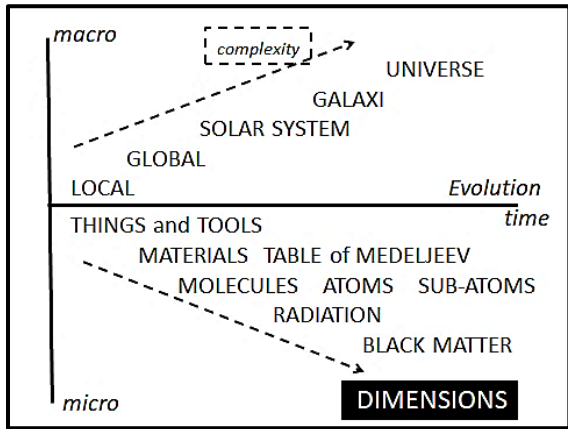 macro
complexity
UNIVERSE
GALAXI
SOLAR SYSTEM
GLOBAL
LOCAL
Evolution
time
THINGS and TOOLS
MATERIALS TABLE of MEDELJEEV
MOLECULES ATOMS SUB-ATOMS
RADIATION
BLACK MATTER
micro
DIMENSIONS